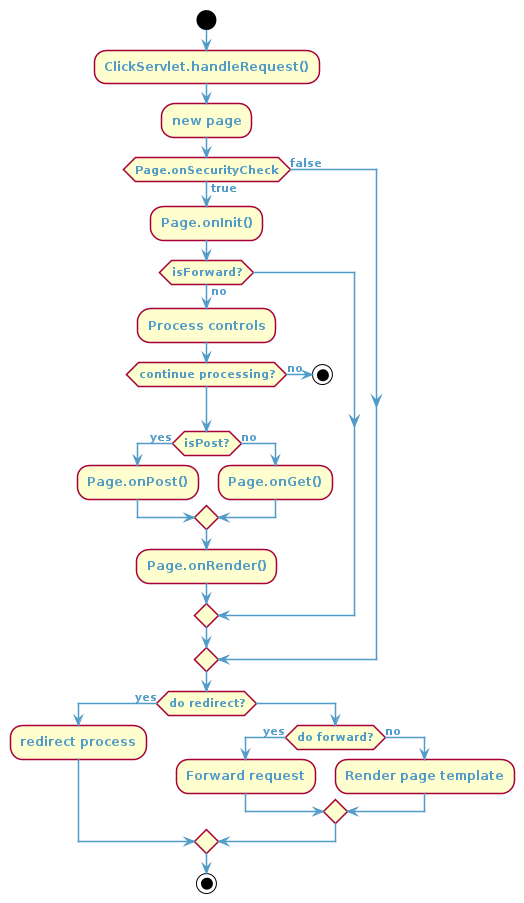 ClickServlet.handleRequest()
new page
Page.onSecurityCheck
false
true
Page.onInit()
isForward?
no
Process controls
continue processing?
no
isPost?
yes
no
Page.onPost()
Page.onGet()
Page.onRender()
do redirect?
yes
redirect process
do forward?
yes
no
Forward request
Render page template